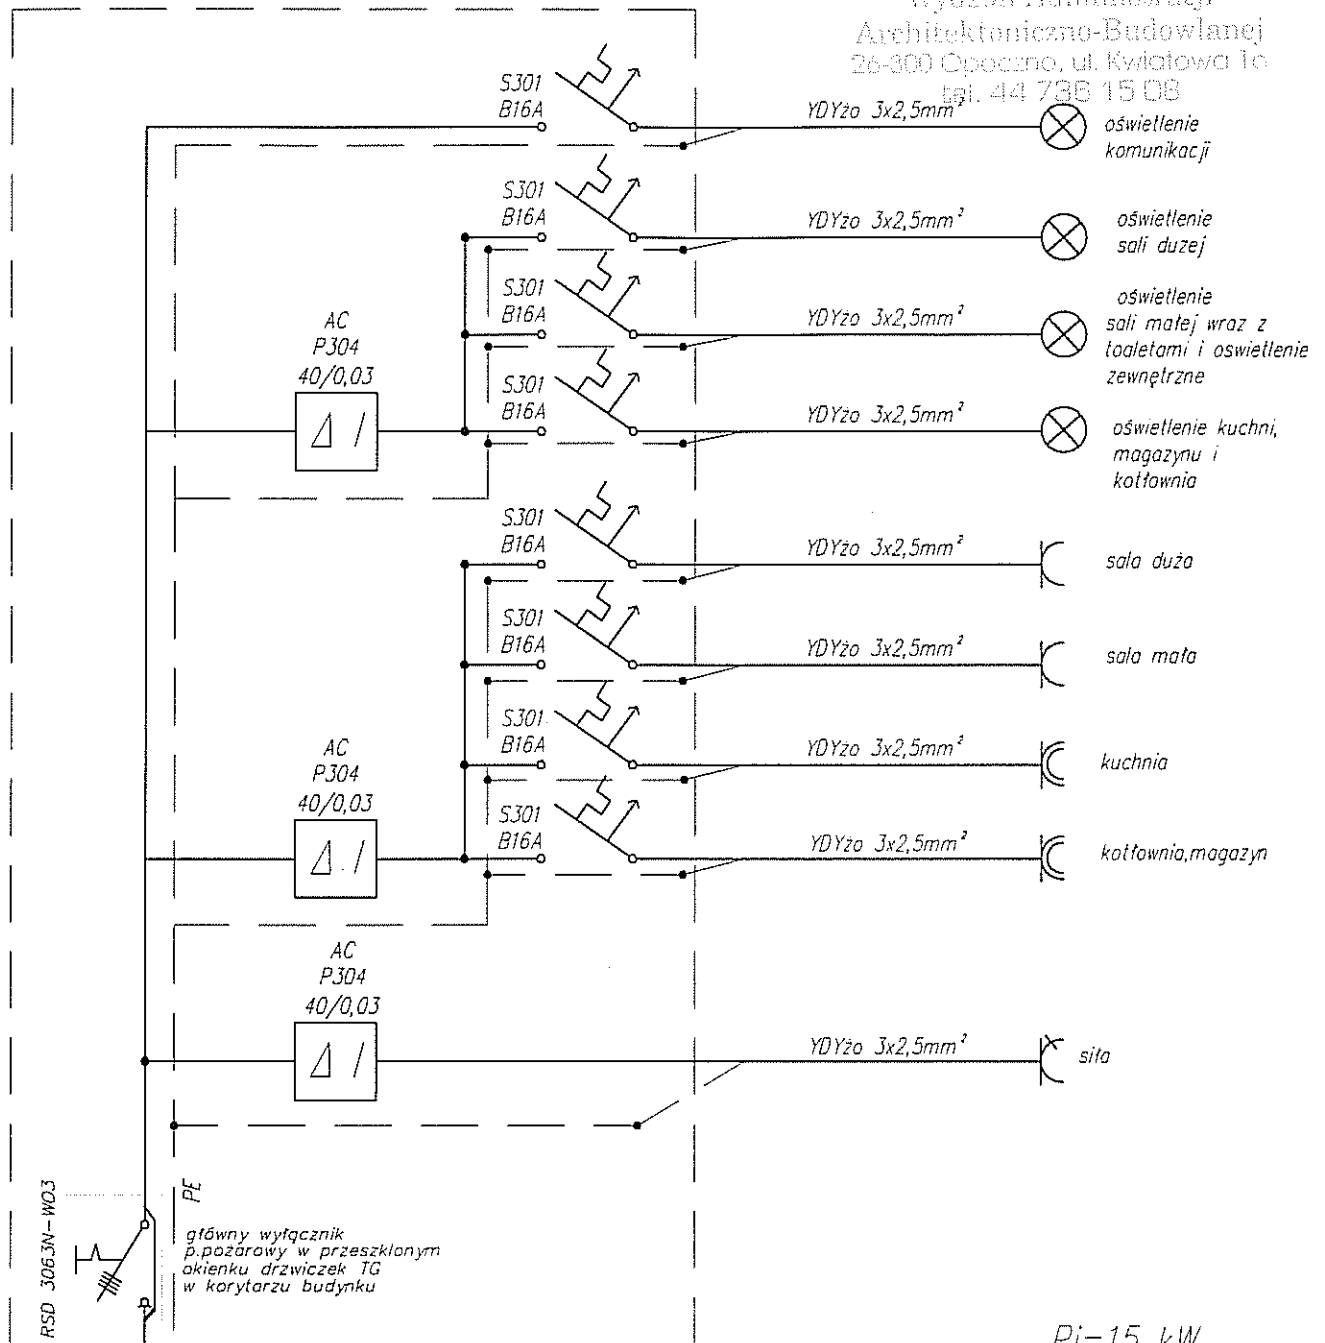 Architektoniczno-Budowlanej
26-300 Opoczno, ul. Kwiatowa 1a
tel. 44 736 15 08
S301
B16A
YDYżo 3x2,5mm²
oświetlenie
komunikacji
S301
B16A
YDYżo 3x2,5mm²
oświetlenie
sali dużej
S301
B16A
YDYżo 3x2,5mm²
oświetlenie
sali małej wraz z
toaletami i oswietlenie
zewnętrzne
AC
P304
40/0,03
S301
B16A
YDYżo 3x2,5mm²
oświetlenie kuchni,
magazynu i
kotłownia
S301
B16A
YDYżo 3x2,5mm²
sala duża
S301
B16A
YDYżo 3x2,5mm²
sala mała
S301
B16A
YDYżo 3x2,5mm²
kuchnia
AC
P304
40/0,03
S301
B16A
YDYżo 3x2,5mm²
kotłownia,magazyn
AC
P304
40/0,03
YDYżo 3x2,5mm²
siła
RSD 3063N-W03
PE
główny wyłącznik
p.pożarowy w przeszklonym
okienku drzwiczek TG
w korytarzu budynku
Pi-15 kW